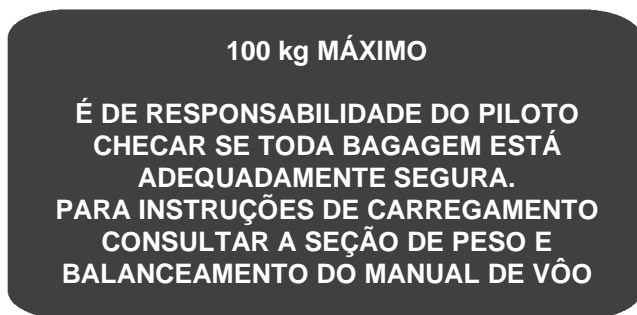 100 kg MÁXIMO
É DE RESPONSABILIDADE DO PILOTO
CHECAR SE TODA BAGAGEM ESTÁ
ADEQUADAMENTE SEGURA.
PARA INSTRUÇÕES DE CARREGAMENTO
CONSULTAR A SEÇÃO DE PESO E
BALANCEAMENTO DO MANUAL DE VÔO